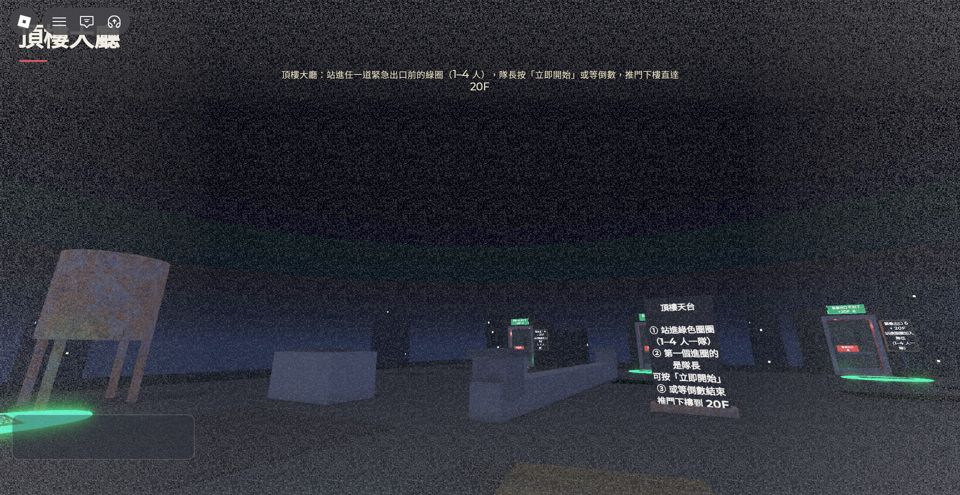 頂樓大廳
頂樓大廳：站進任一道緊急出口前的綠圈（1–4 人），隊長按「立即開始」或等倒數，推門下樓直達
20F
頂樓天台
① 站進綠色圈圈
（1–4 人一隊）
② 第一個進圈的
是隊長
可按「立即開始」
③ 或等倒數結束
推門下樓到 20F